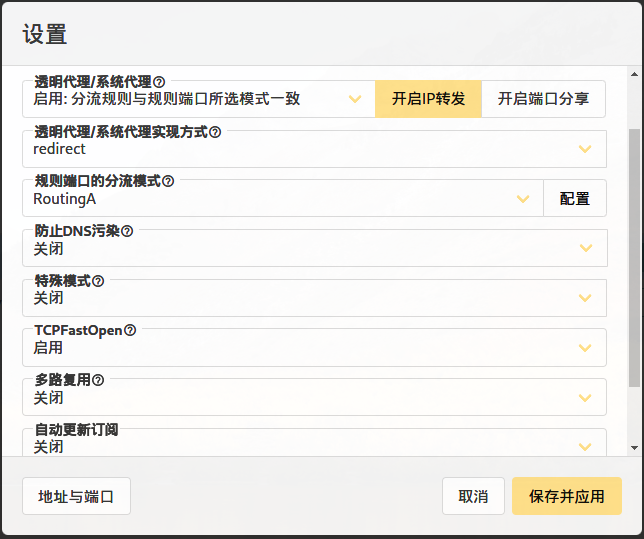 设置
透明代理/系统代理
启用: 分流规则与规则端口所选模式一致
开启IP转发
开启端口分享
透明代理/系统代理实现方式
redirect
规则端口的分流模式
RoutingA
配置
防止DNS污染
关闭
特殊模式
关闭
TCPFastOpen
启用
多路复用
关闭
自动更新订阅
关闭
地址与端口
取消
保存并应用